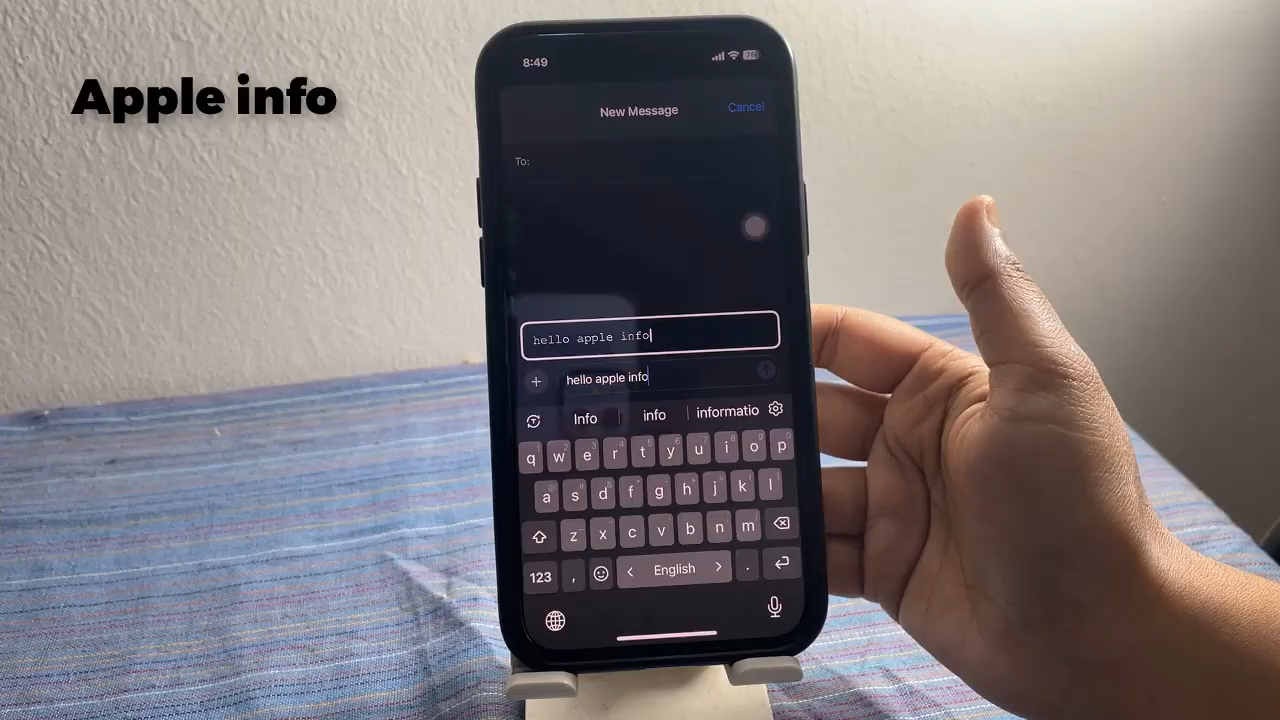 Apple info
8:49
New Message
Cancel
To:
hello apple info
hello apple info
Info
info
informatio
q w e r t y u i o p
a s d f g h j k l
z x c v b n m
123 , English .